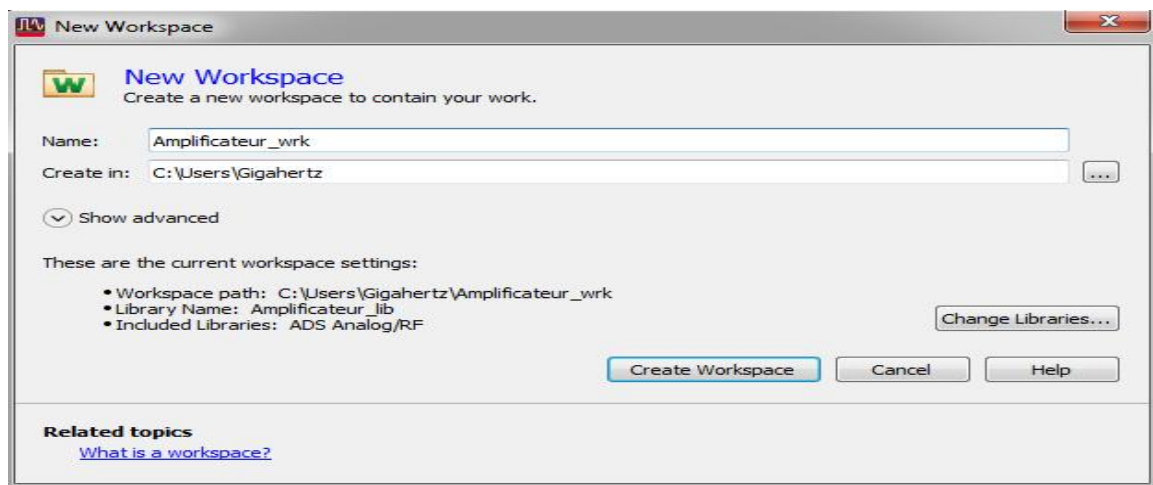 New Workspace
New Workspace
Create a new workspace to contain your work.
Name: Amplificateur_wrk
Create in: C:\Users\Gigahertz ...
Show advanced
These are the current workspace settings:
• Workspace path: C:\Users\Gigahertz\Amplificateur_wrk
• Library Name: Amplificateur_lib
• Included Libraries: ADS Analog/RF
Change Libraries...
Create Workspace Cancel Help
Related topics
What is a workspace?